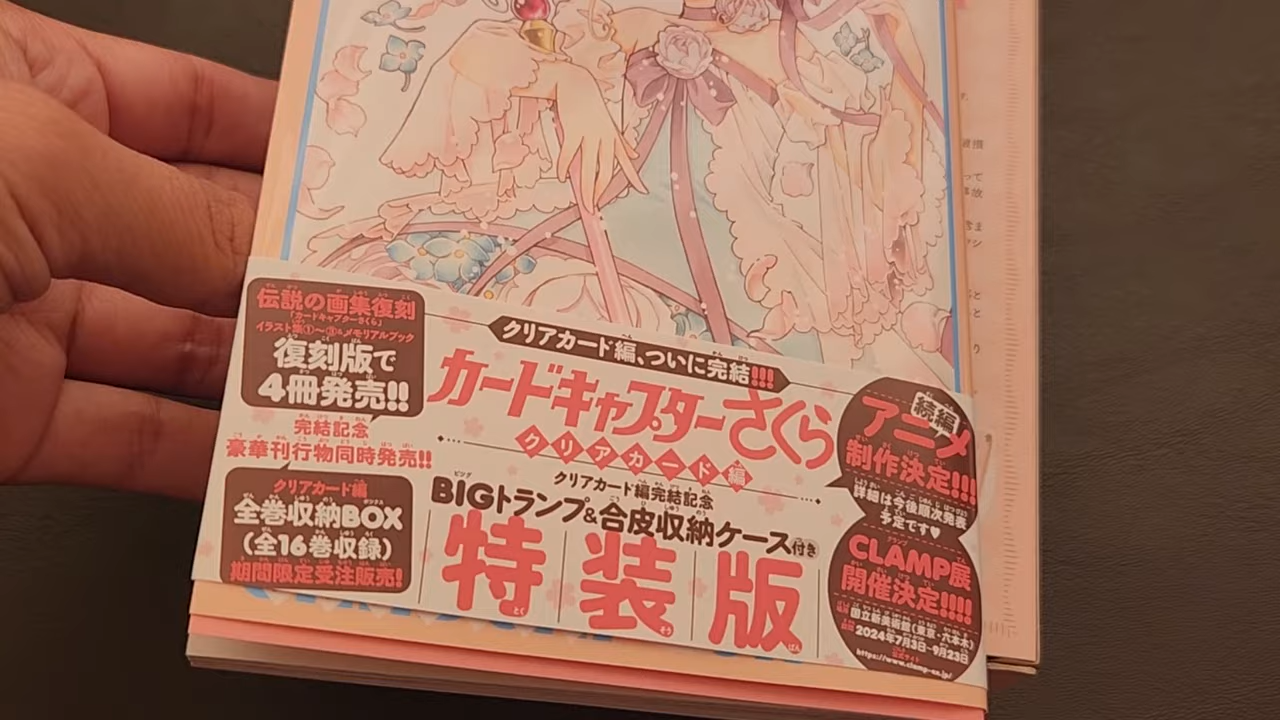 伝説の画集復刻
「カードキャプターさくら」
イラスト集①〜③&メモリアルブック
復刻版で
4冊発売!!
完結記念
豪華刊行物同時発売!!
クリアカード編
全巻収納BOX
(全16巻収録)
期間限定受注販売!!
クリアカード編、ついに完結!!!
カードキャプターさくら
クリアカード編
クリアカード編完結記念
BIGトランプ&合皮収納ケース付き
特装版
続編
アニメ
制作決定!!!
詳細は今後順次発表
予定です♥
CLAMP展
開催決定!!!!
国立新美術館(東京・六本木)
2024年7月3日~9月23日
公式サイト
https://www.clamp-ex.jp/